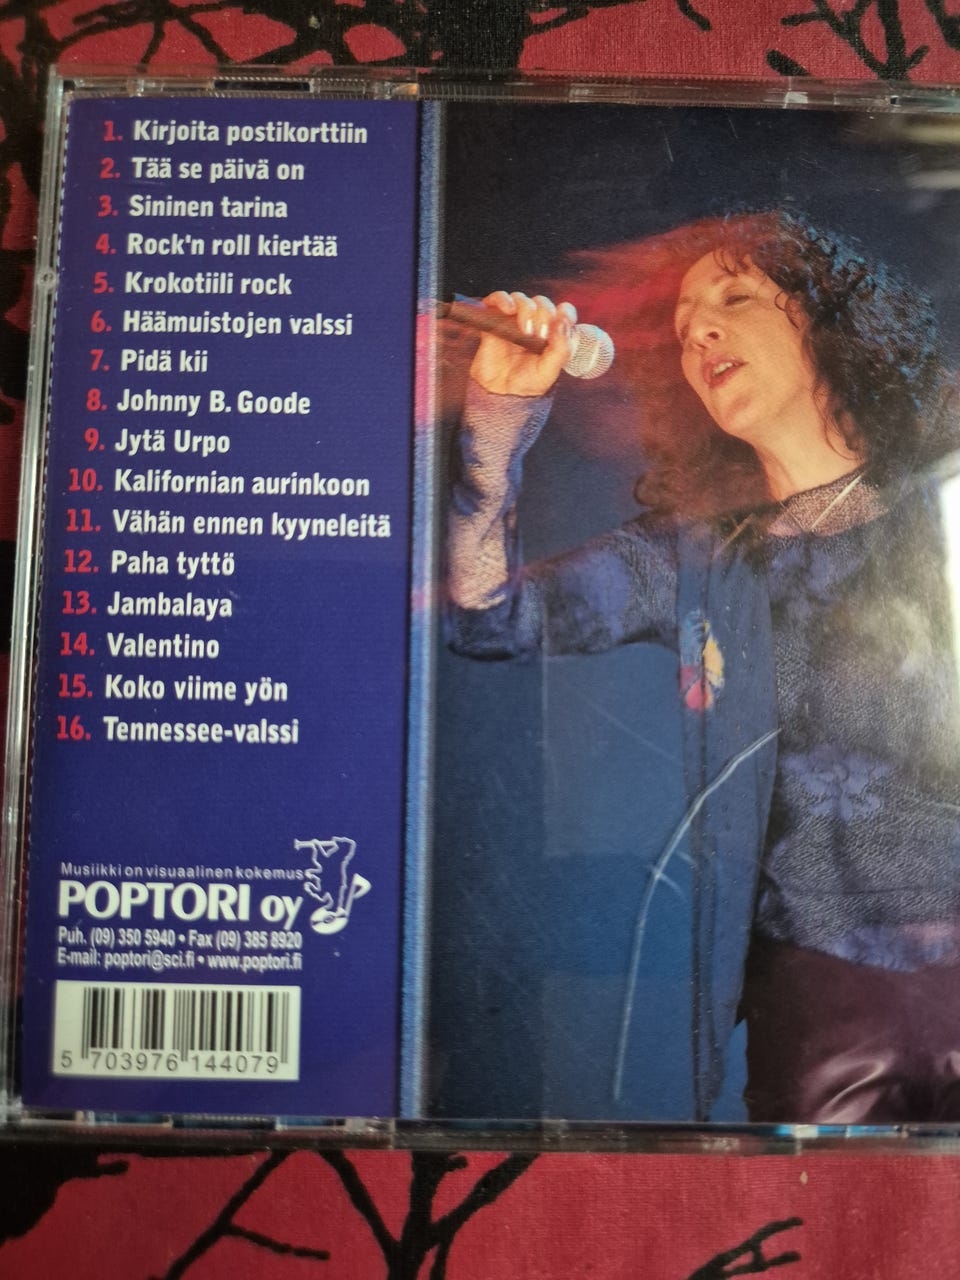 1. Kirjoita postikorttiin
2. Tää se päivä on
3. Sininen tarina
4. Rock'n roll kiertää
5. Krokotiili rock
6. Häämuistojen valssi
7. Pidä kii
8. Johnny B. Goode
9. Jytä Urpo
10. Kalifornian aurinkoon
11. Vähän ennen kyyneleitä
12. Paha tyttö
13. Jambalaya
14. Valentino
15. Koko viime yön
16. Tennessee-valssi
Musiikki on visuaalinen kokemus
POPTORI oy
Puh. (09) 350 5940 • Fax (09) 385 8920
E-mail: poptori@sci.fi • www.poptori.fi
5 703976 144079